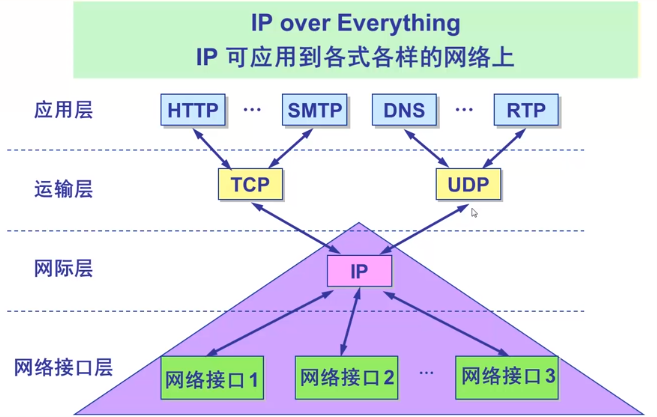 IP over Everything
IP 可应用到各式各样的网络上
应用层 HTTP … SMTP DNS … RTP
运输层 TCP UDP
网际层 IP
网络接口层 网络接口1 网络接口2 … 网络接口3